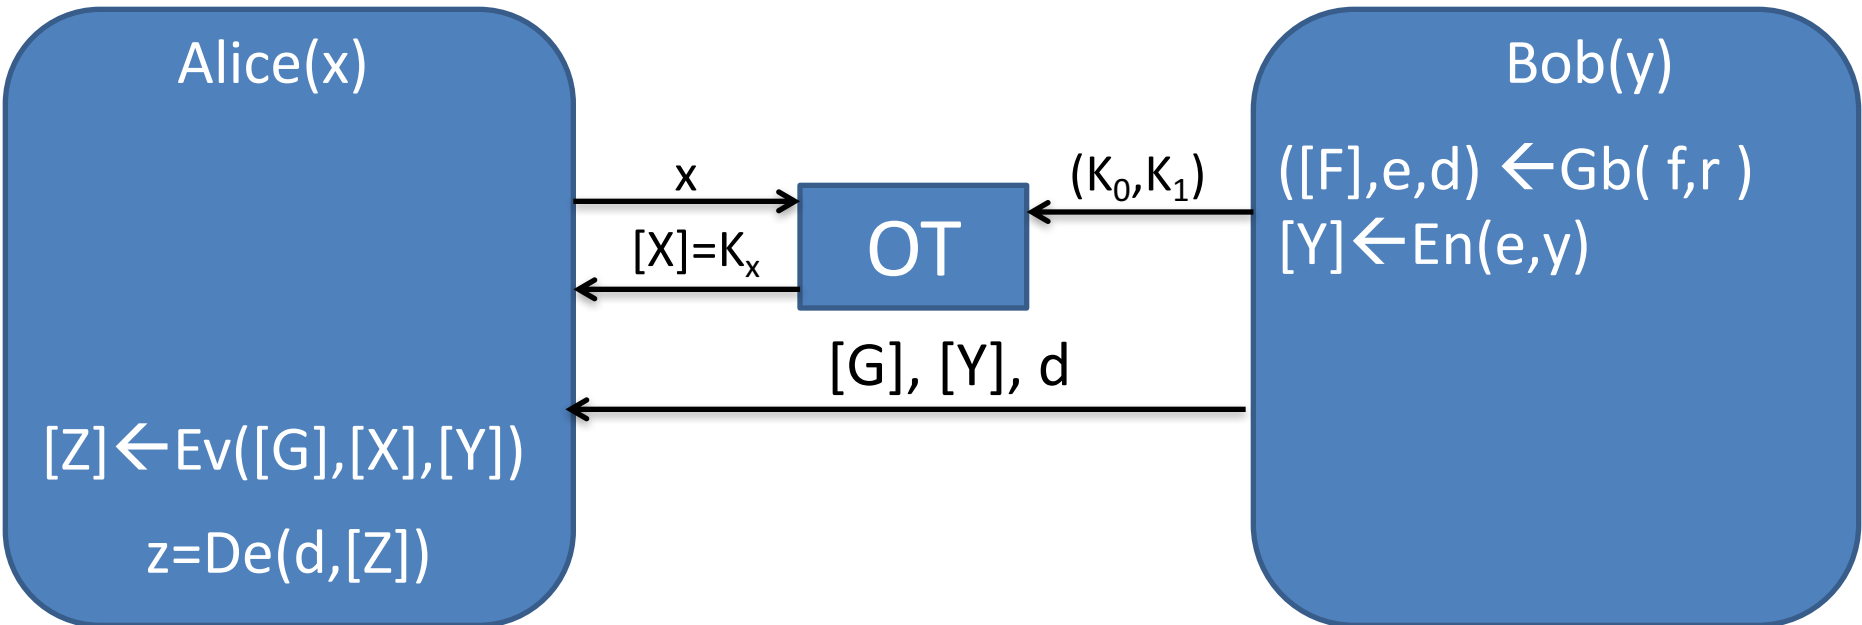 Alice(x)
Bob(y)
x
(K₀,K₁)
([F],e,d) ←Gb( f,r )
[X]=Kₓ
OT
[Y]←En(e,y)
[G], [Y], d
[Z]←Ev([G],[X],[Y])
z=De(d,[Z])